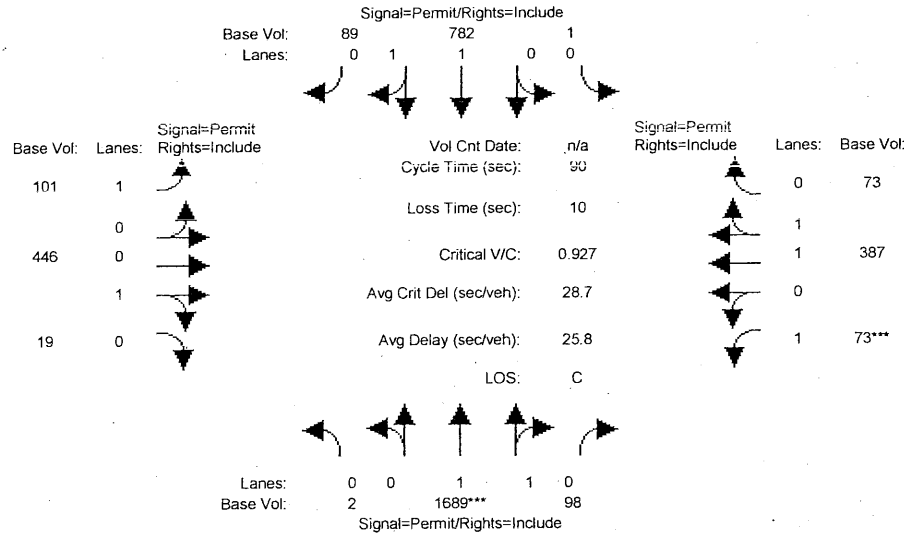 Signal=Permit/Rights=Include
Base Vol: 89 782 1
Lanes: 0 1 1 0 0
Signal=Permit
Base Vol: Lanes: Rights=Include
Vol Cnt Date: n/a
Signal=Permit
Rights=Include Lanes: Base Vol:
Cycle Time (sec): 90
101 1
0 73
Loss Time (sec): 10
0
1
446 0
Critical V/C: 0.927
1 387
1
Avg Crit Del (sec/veh): 28.7
0
19 0
Avg Delay (sec/veh): 25.8
1 73***
LOS: C
Lanes: 0 0 1 1 0
Base Vol: 2 1689*** 98
Signal=Permit/Rights=Include